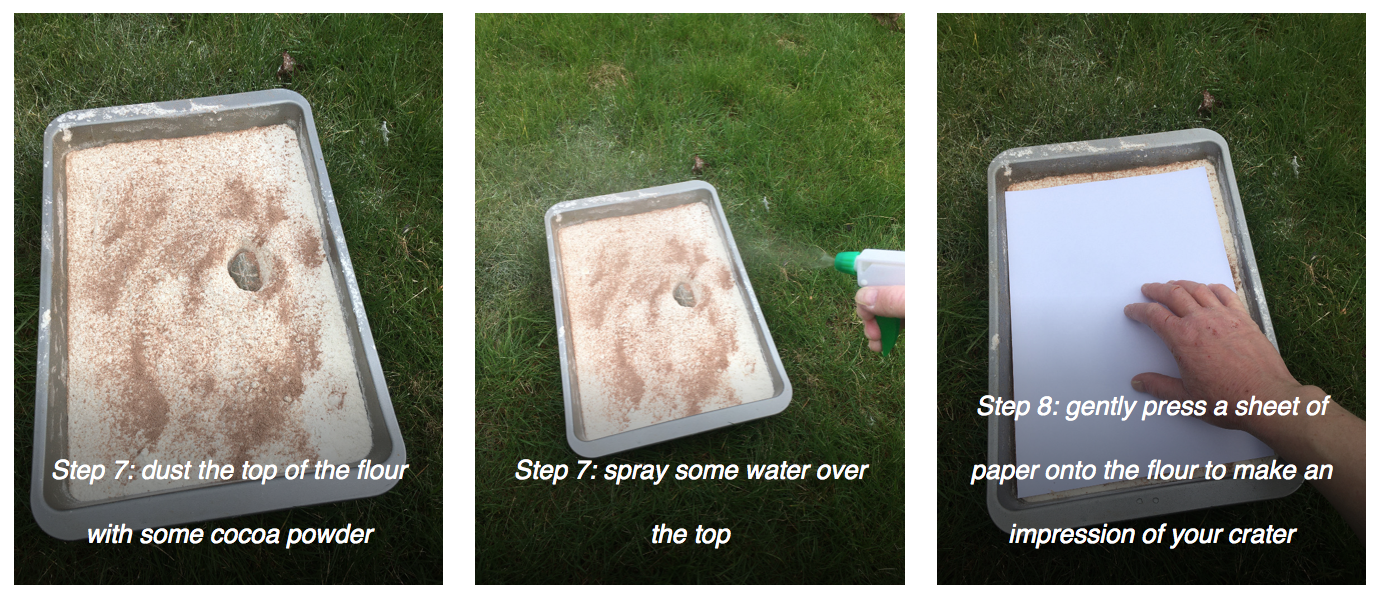 Step 7: dust the top of the flour
with some cocoa powder
Step 7: spray some water over
the top
Step 8: gently press a sheet of
paper onto the flour to make an
impression of your crater